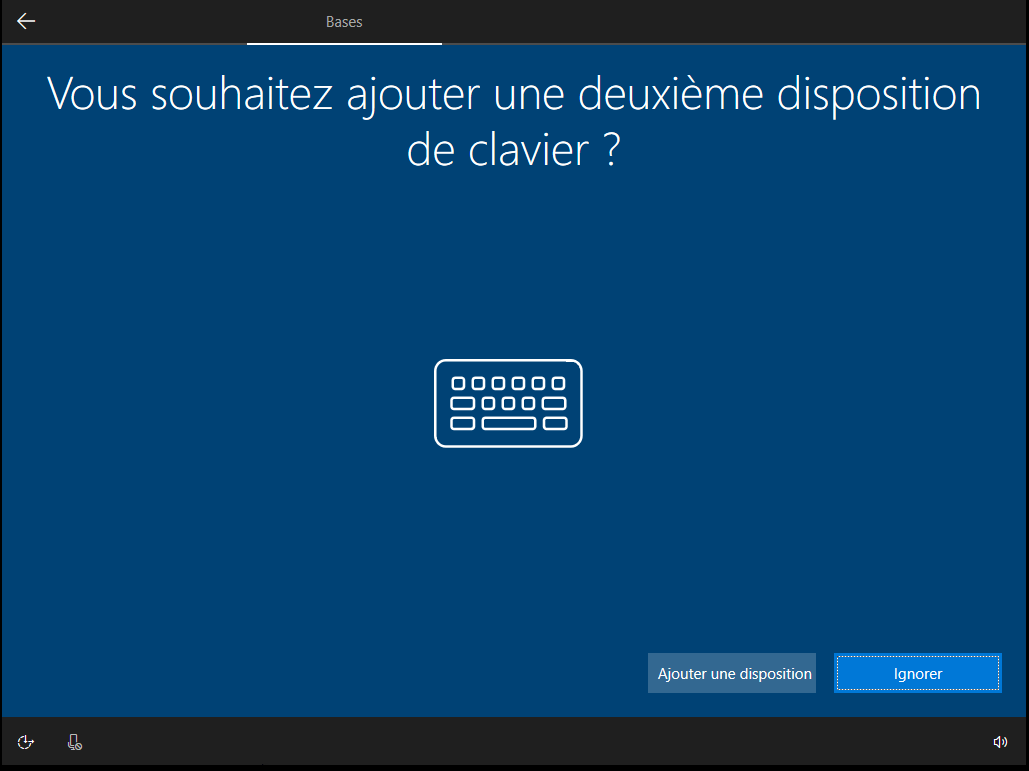 Bases
Vous souhaitez ajouter une deuxième disposition
de clavier ?
Ajouter une disposition
Ignorer